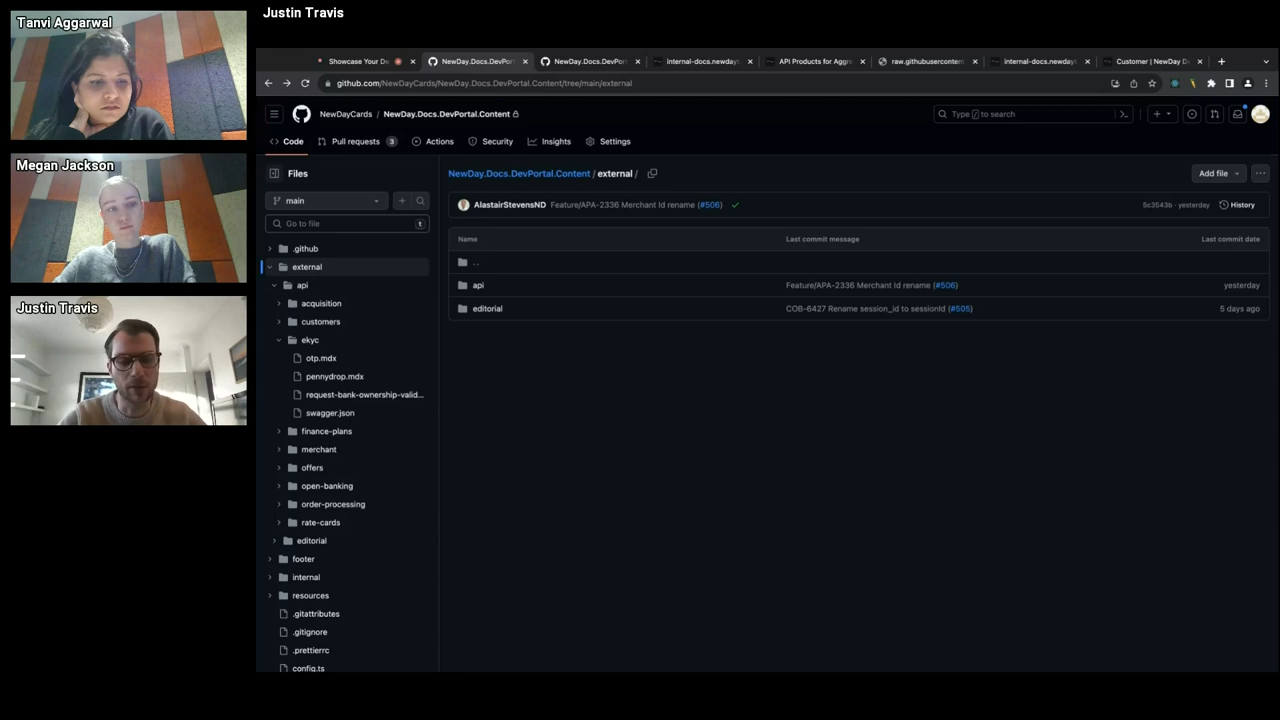 Tanvi Aggarwal
Megan Jackson
Justin Travis
Justin Travis
Showcase Your De
NewDay.Docs.DevPor
NewDay.Docs.DevPor
internal-docs.newdays
API Products for Aggre
raw.githubusercontent
internal-docs.newdays
Customer | NewDay De
github.com/NewDayCards/NewDay.Docs.DevPortal.Content/tree/main/external
NewDayCards / NewDay.Docs.DevPortal.Content
Type / to search
Code
Pull requests 3
Actions
Security
Insights
Settings
Files
main
Go to file
t
.github
external
api
acquisition
customers
ekyc
otp.mdx
pennydrop.mdx
request-bank-ownership-valid...
swagger.json
finance-plans
merchant
offers
open-banking
order-processing
rate-cards
editorial
footer
internal
resources
.gitattributes
.gitignore
.prettierrc
config.ts
NewDay.Docs.DevPortal.Content / external /
Add file
AlastairStevensND Feature/APA-2336 Merchant Id rename (#506)
5c3543b · yesterday
History
Name Last commit message Last commit date
..
api Feature/APA-2336 Merchant Id rename (#506) yesterday
editorial COB-6427 Rename session_id to sessionId (#505) 5 days ago